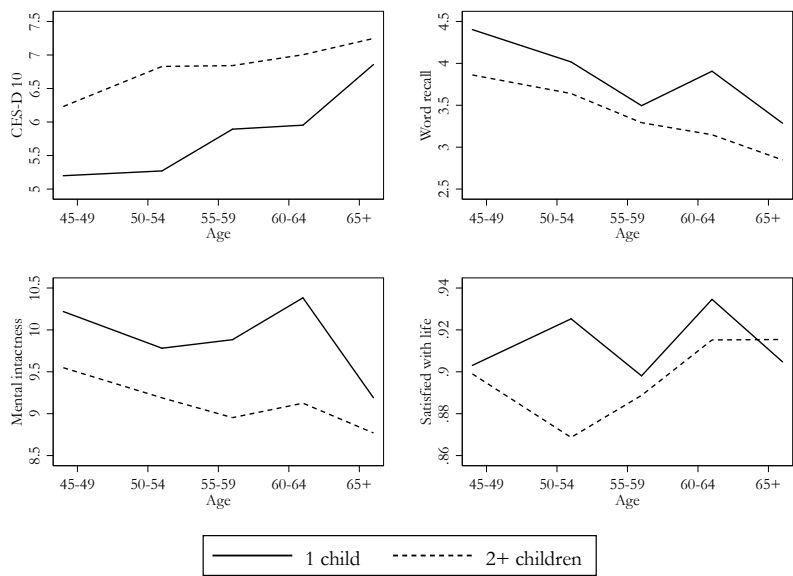 CES-D 10
7.5
7
6.5
6
5.5
5
45-49 50-54 55-59 60-64 65+
Age
Word recall
4.5
4
3.5
3
2.5
45-49 50-54 55-59 60-64 65+
Age
Mental intactness
10.5
10
9.5
9
8.5
45-49 50-54 55-59 60-64 65+
Age
Satisfied with life
.94
.92
.9
.88
.86
45-49 50-54 55-59 60-64 65+
Age
1 child 2+ children